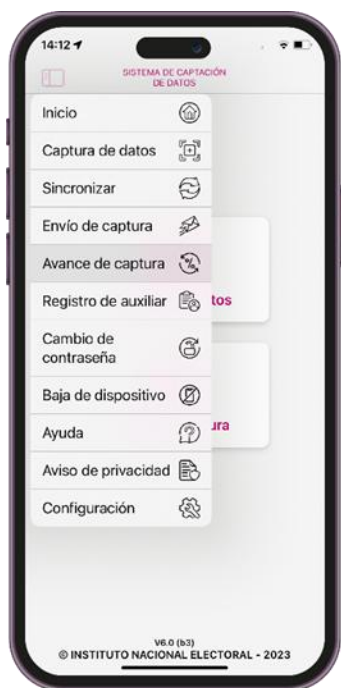 14:12
SISTEMA DE CAPTACIÓN
DE DATOS
Inicio
Captura de datos
Sincronizar
Envío de captura
Avance de captura
Registro de auxiliar
tos
Cambio de
contraseña
Baja de dispositivo
Ayuda
ura
Aviso de privacidad
Configuración
V6.0 (b3)
© INSTITUTO NACIONAL ELECTORAL - 2023